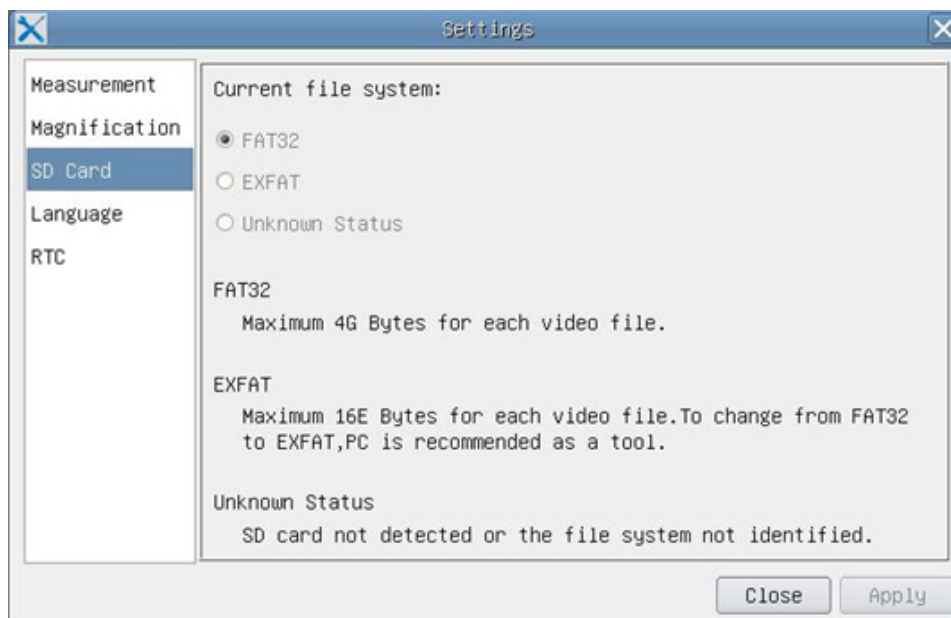 Settings
Measurement
Magnification
SD Card
Language
RTC
Current file system:
FAT32
EXFAT
Unknown Status
FAT32
Maximum 4G Bytes for each video file.
EXFAT
Maximum 16E Bytes for each video file.To change from FAT32
to EXFAT,PC is recommended as a tool.
Unknown Status
SD card not detected or the file system not identified.
Close
Apply